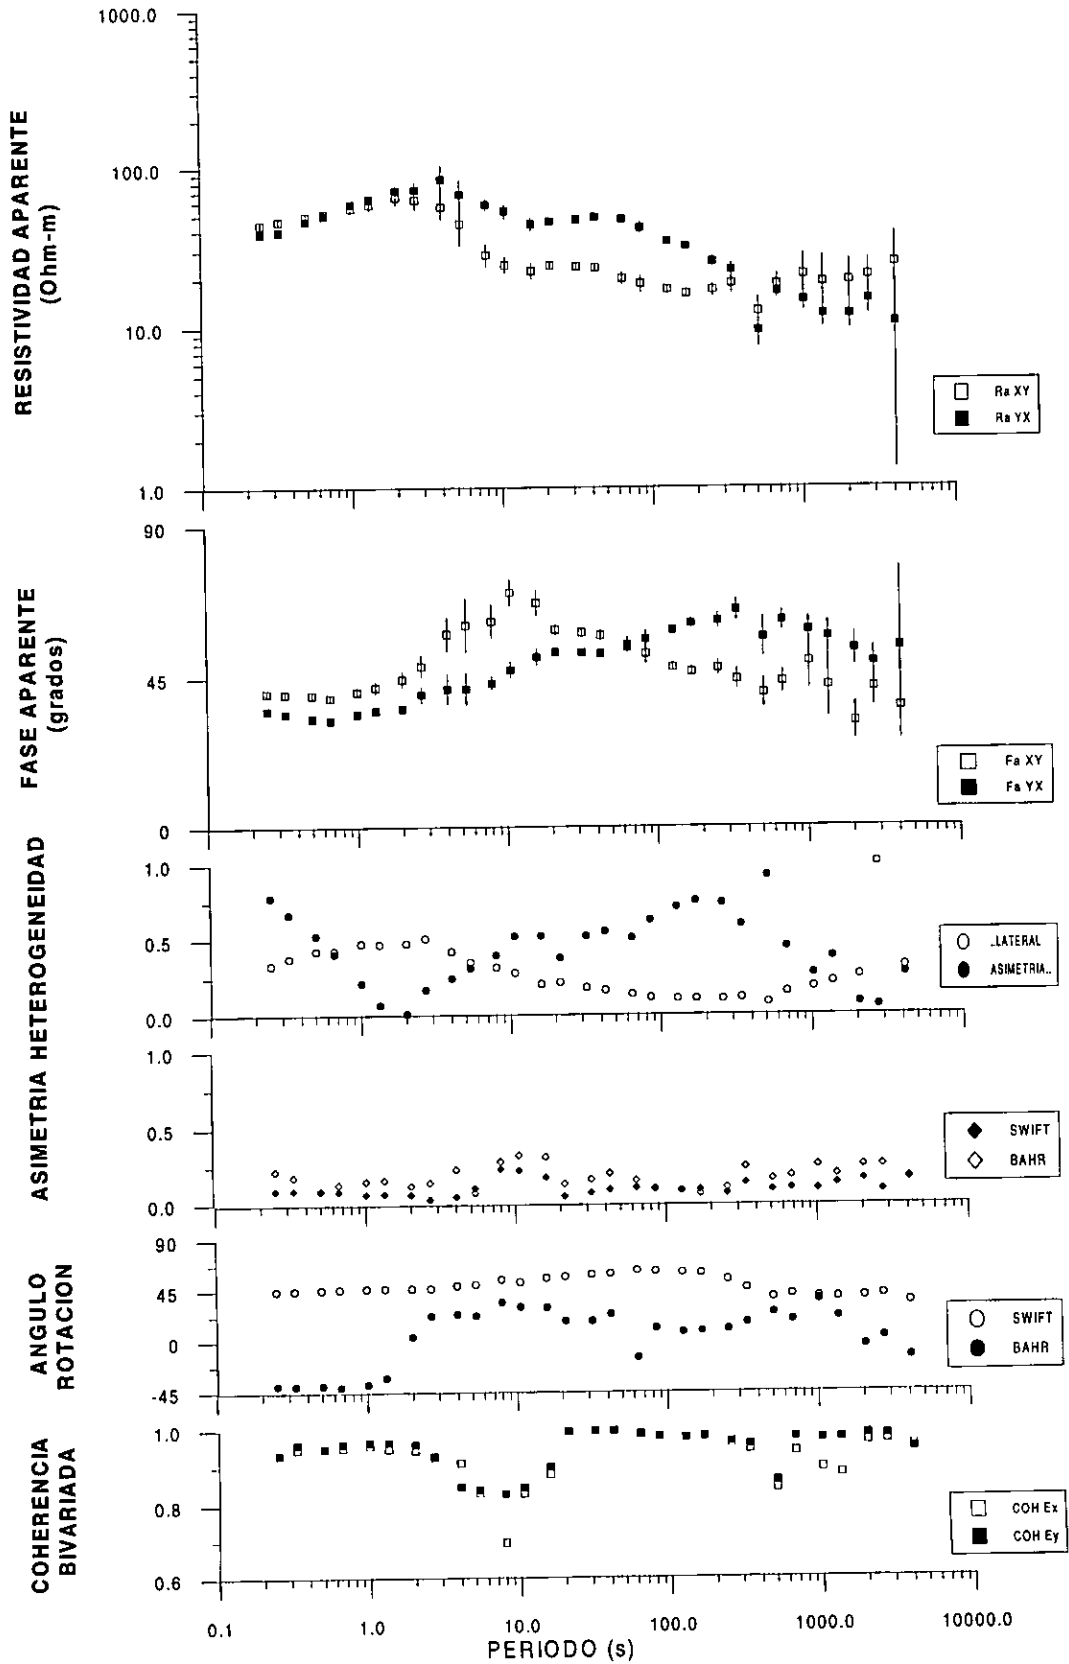 RESISTIVIDAD APARENTE
(Ohm-m)
1000.0
100.0
10.0
1.0
Ra XY
Ra YX
FASE APARENTE
(grados)
90
45
0
Fa XY
Fa YX
ASIMETRIA HETEROGENEIDAD
1.0
0.5
0.0
..LATERAL
ASIMETRIA..
1.0
0.5
0.0
SWIFT
BAHR
ANGULO
ROTACION
90
45
0
-45
SWIFT
BAHR
COHERENCIA
BIVARIADA
1.0
0.8
0.6
COH Ex
COH Ey
0.1
1.0
10.0
100.0
1000.0
10000.0
PERIODO (s)